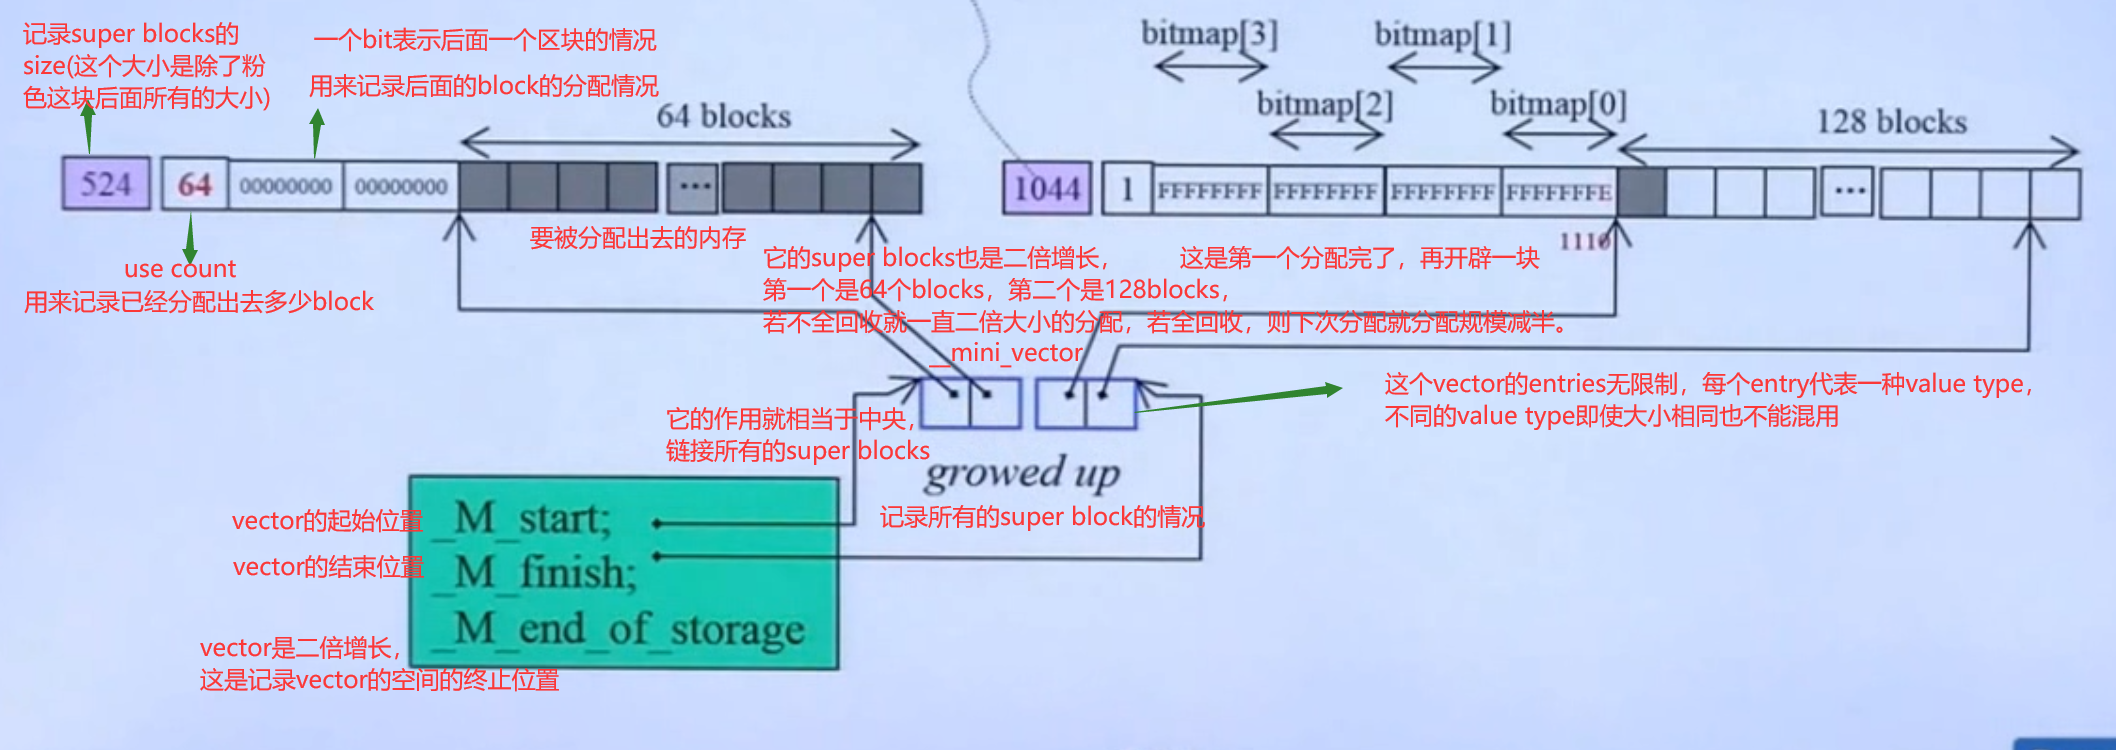 记录super blocks的
size(这个大小是除了粉
色这块后面所有的大小)
一个bit表示后面一个区块的情况
用来记录后面的block的分配情况
64 blocks
bitmap[3]
bitmap[1]
bitmap[2]
bitmap[0]
128 blocks
524
64
00000000
00000000
...
1044
1
FFFFFFFF
FFFFFFFF
FFFFFFFF
FFFFFFFE
...
1110
use count
用来记录已经分配出去多少block
要被分配出去的内存
它的super blocks也是二倍增长，
这是第一个分配完了，再开辟一块
第一个是64个blocks，第二个是128blocks，
若不全回收就一直二倍大小的分配，若全回收，则下次分配就分配规模减半。
__mini_vector
这个vector的entries无限制，每个entry代表一种value type，
不同的value type即使大小相同也不能混用
它的作用就相当于中央，
链接所有的super blocks
growed up
记录所有的super block的情况
vector的起始位置
_M_start;
vector的结束位置
_M_finish;
_M_end_of_storage
vector是二倍增长，
这是记录vector的空间的终止位置